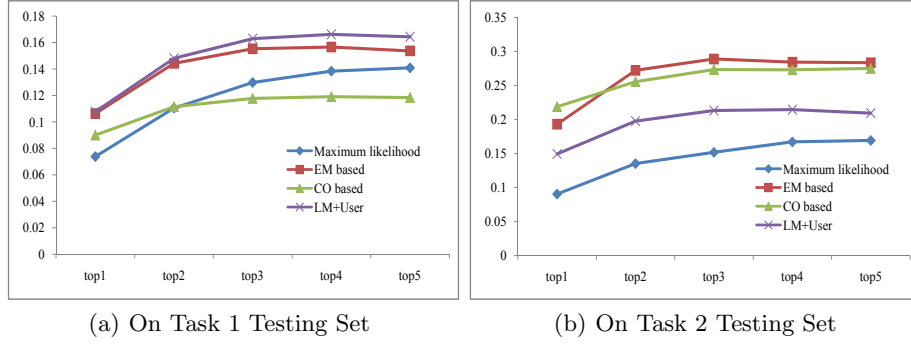 0.18
0.16
0.14
0.12
0.1
0.08
0.06
0.04
0.02
0
top1 top2 top3 top4 top5
Maximum likelihood
EM based
CO based
LM+User
(a) On Task 1 Testing Set
0.35
0.3
0.25
0.2
0.15
0.1
0.05
0
top1 top2 top3 top4 top5
Maximum likelihood
EM based
CO based
LM+User
(b) On Task 2 Testing Set